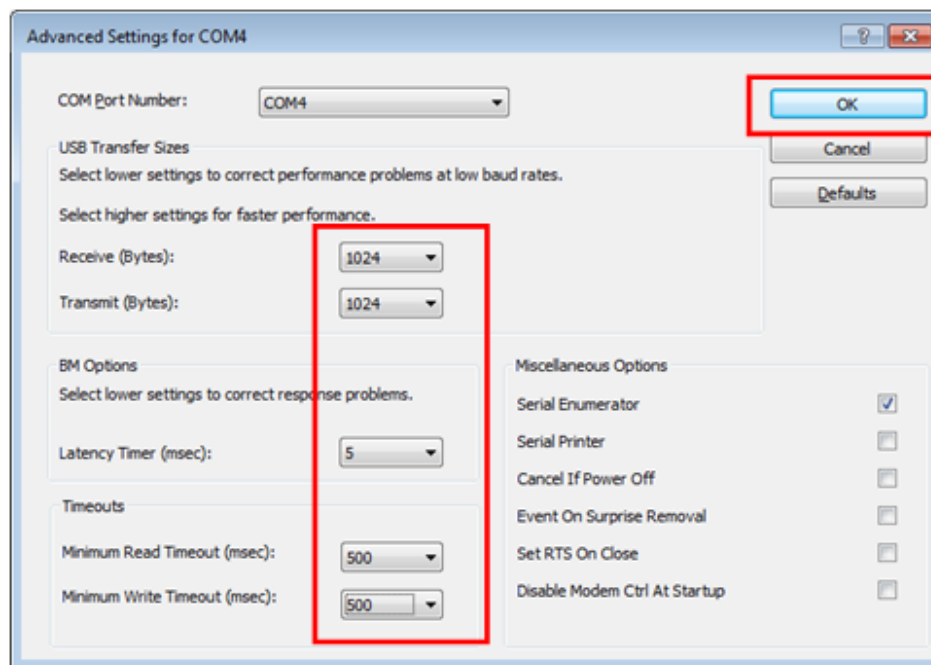 Advanced Settings for COM4
COM Port Number:
COM4
OK
Cancel
Defaults
USB Transfer Sizes
Select lower settings to correct performance problems at low baud rates.
Select higher settings for faster performance.
Receive (Bytes):
1024
Transmit (Bytes):
1024
BM Options
Select lower settings to correct response problems.
Latency Timer (msec):
5
Timeouts
Minimum Read Timeout (msec):
500
Minimum Write Timeout (msec):
500
Miscellaneous Options
Serial Enumerator
Serial Printer
Cancel If Power Off
Event On Surprise Removal
Set RTS On Close
Disable Modem Ctrl At Startup